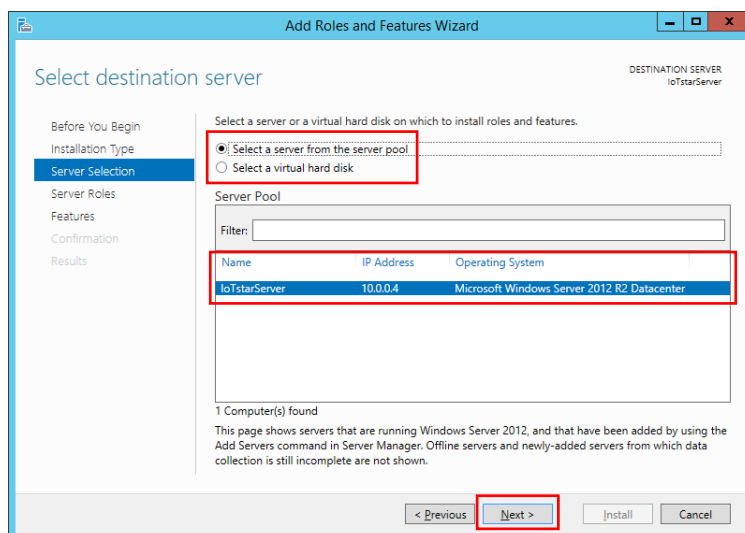 Add Roles and Features Wizard
Select destination server
DESTINATION SERVER
IoTstarServer
Before You Begin
Installation Type
Server Selection
Server Roles
Features
Confirmation
Results
Select a server or a virtual hard disk on which to install roles and features.
Select a server from the server pool
Select a virtual hard disk
Server Pool
Filter:
Name IP Address Operating System
IoTstarServer 10.0.0.4 Microsoft Windows Server 2012 R2 Datacenter
1 Computer(s) found
This page shows servers that are running Windows Server 2012, and that have been added by using the
Add Servers command in Server Manager. Offline servers and newly-added servers from which data
collection is still incomplete are not shown.
< Previous Next > Install Cancel